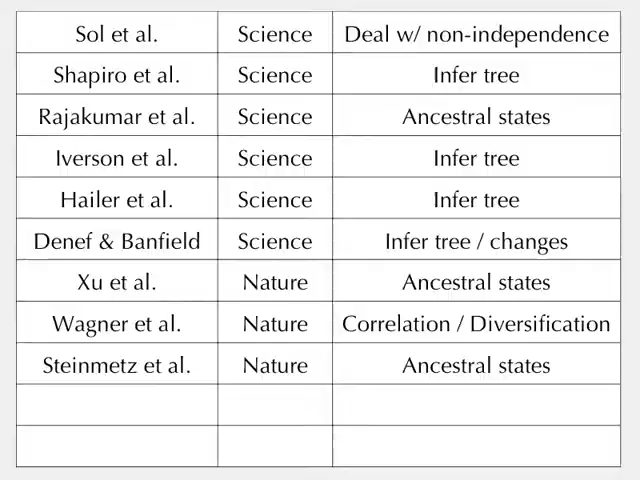 Sol et al. Science Deal w/ non-independence
Shapiro et al. Science Infer tree
Rajakumar et al. Science Ancestral states
Iverson et al. Science Infer tree
Hailer et al. Science Infer tree
Denef & Banfield Science Infer tree / changes
Xu et al. Nature Ancestral states
Wagner et al. Nature Correlation / Diversification
Steinmetz et al. Nature Ancestral states